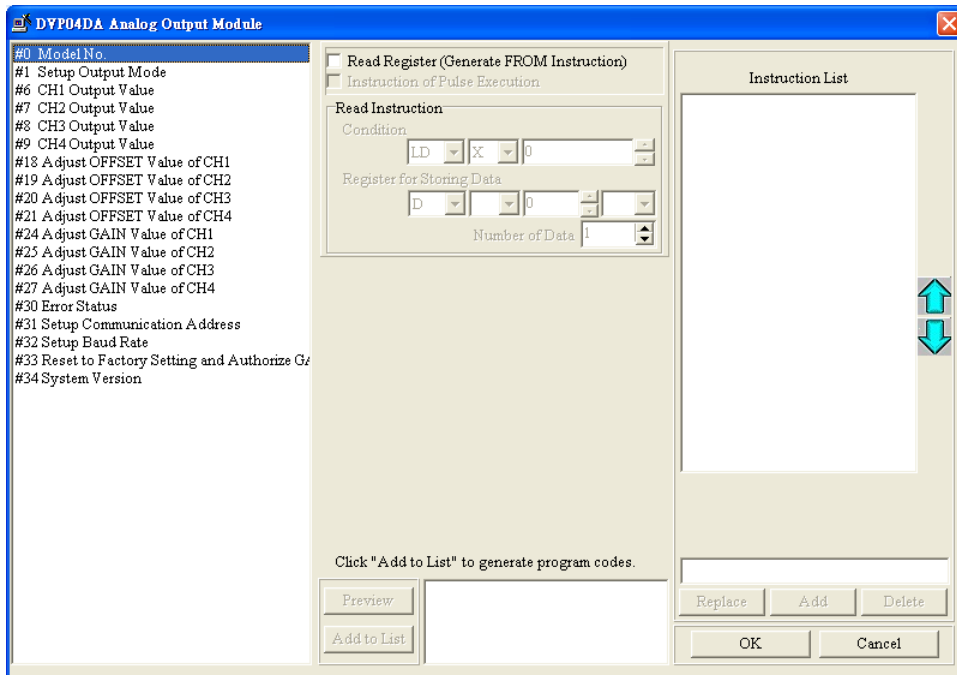 DVP04DA Analog Output Module
#0 Model No.
#1 Setup Output Mode
#6 CH1 Output Value
#7 CH2 Output Value
#8 CH3 Output Value
#9 CH4 Output Value
#18 Adjust OFFSET Value of CH1
#19 Adjust OFFSET Value of CH2
#20 Adjust OFFSET Value of CH3
#21 Adjust OFFSET Value of CH4
#24 Adjust GAIN Value of CH1
#25 Adjust GAIN Value of CH2
#26 Adjust GAIN Value of CH3
#27 Adjust GAIN Value of CH4
#30 Error Status
#31 Setup Communication Address
#32 Setup Baud Rate
#33 Reset to Factory Setting and Authorize GA
#34 System Version
Read Register (Generate FROM Instruction)
Instruction of Pulse Execution
Read Instruction
Condition
LD X 0
Register for Storing Data
D 0
Number of Data 1
Click "Add to List" to generate program codes.
Preview
Add to List
Instruction List
Replace Add Delete
OK Cancel